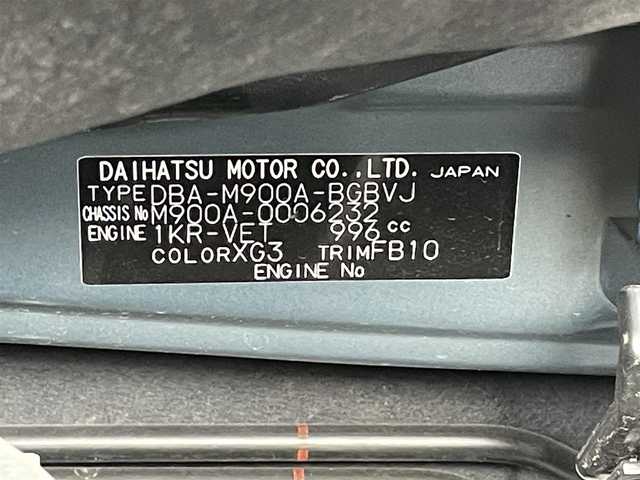 DAIHATSU MOTOR CO.,LTD. JAPAN
TYPE DBA-M900A-BGBVJ
CHASSIS No M900A-0006232
ENGINE 1KR-VET 996 cc
COLOR XG3 TRIM FB10
ENGINE No